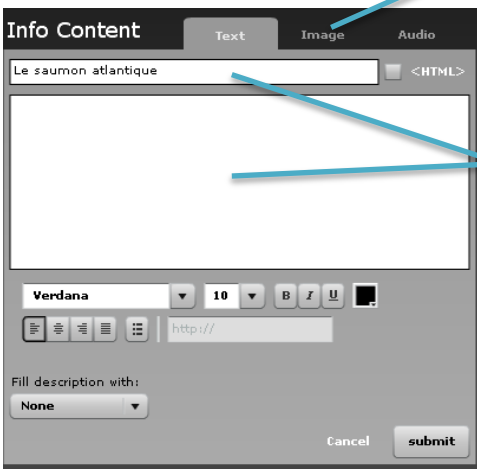 Info Content Text Image Audio
Le saumon atlantique <HTML>
Verdana 10 B I U
http://
Fill description with:
None
Cancel submit